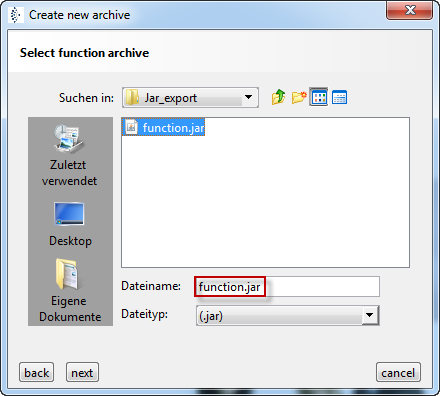 Create new archive
Select function archive
Suchen in:
Jar_export
function.jar
Zuletzt
verwendet
Desktop
Eigene
Dokumente
Dateiname:
function.jar
Dateityp:
(.jar)
back
next
cancel